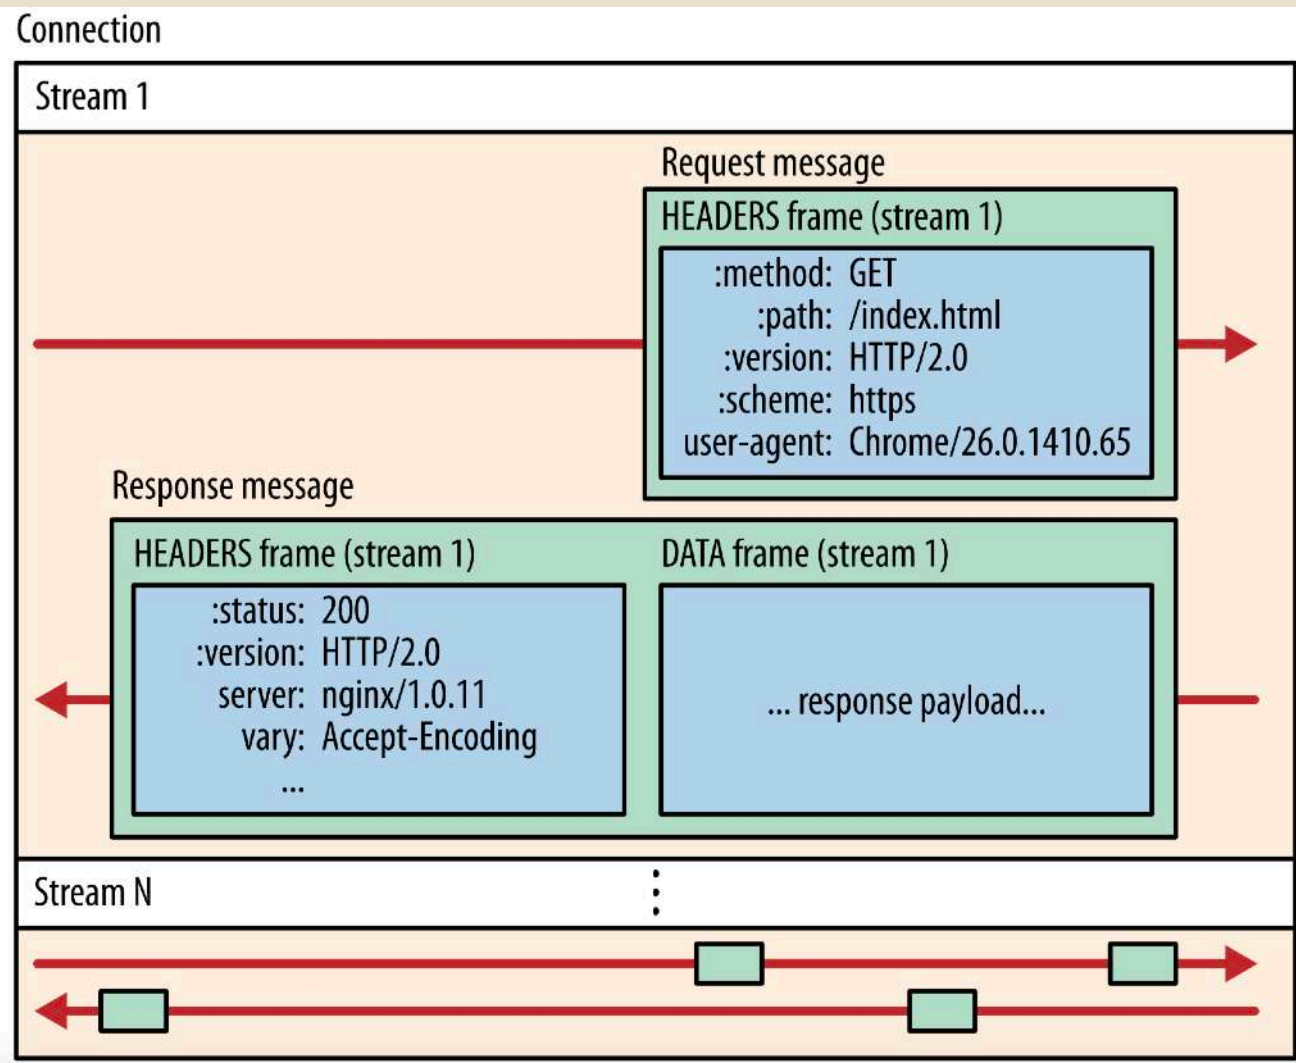 Connection
Stream 1
Request message
HEADERS frame (stream 1)
:method: GET
:path: /index.html
:version: HTTP/2.0
:scheme: https
user-agent: Chrome/26.0.1410.65
Response message
HEADERS frame (stream 1)
:status: 200
:version: HTTP/2.0
server: nginx/1.0.11
vary: Accept-Encoding
...
DATA frame (stream 1)
... response payload...
Stream N